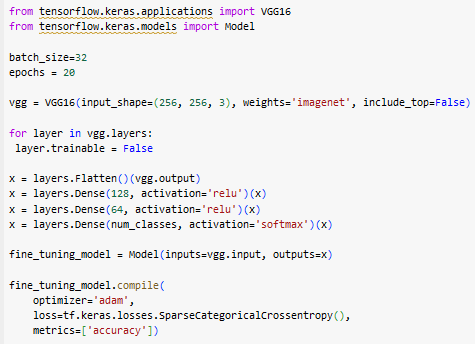 from tensorflow.keras.applications import VGG16
from tensorflow.keras.models import Model

batch_size=32
epochs = 20

vgg = VGG16(input_shape=(256, 256, 3), weights='imagenet', include_top=False)

for layer in vgg.layers:
 layer.trainable = False

x = layers.Flatten()(vgg.output)
x = layers.Dense(128, activation='relu')(x)
x = layers.Dense(64, activation='relu')(x)
x = layers.Dense(num_classes, activation='softmax')(x)

fine_tuning_model = Model(inputs=vgg.input, outputs=x)

fine_tuning_model.compile(
    optimizer='adam',
    loss=tf.keras.losses.SparseCategoricalCrossentropy(),
    metrics=['accuracy'])